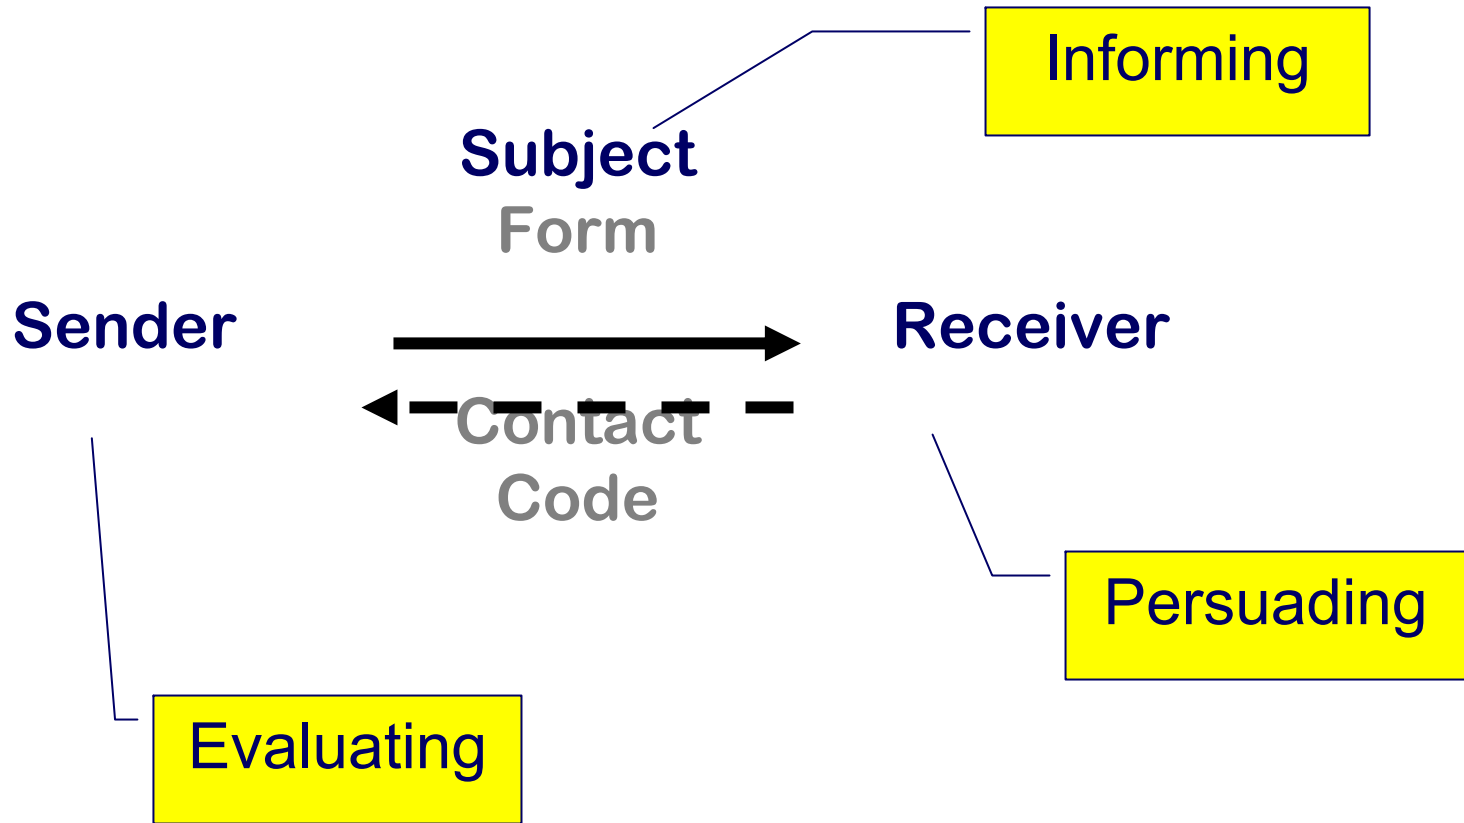 Informing
Subject
Form
Sender
Receiver
Contact
Code
Persuading
Evaluating